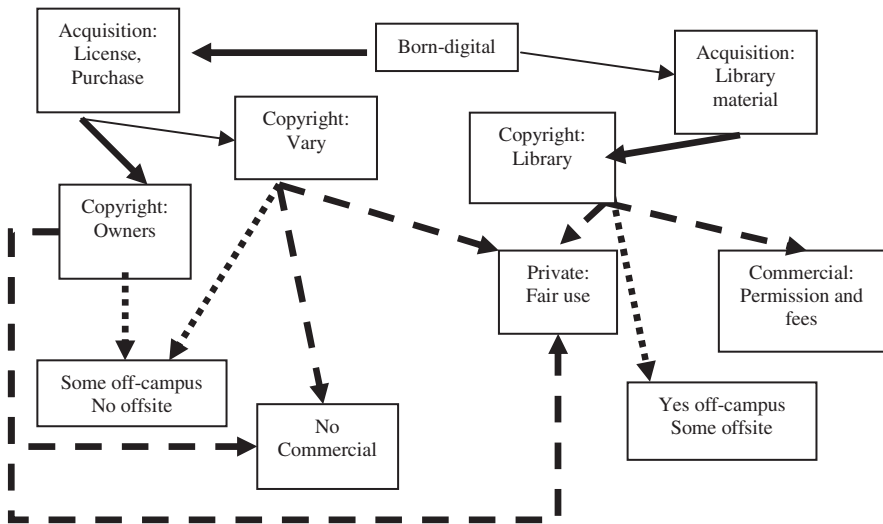 Acquisition:
License,
Purchase
Born-digital
Acquisition:
Library
material
Copyright:
Vary
Copyright:
Library
Copyright:
Owners
Private:
Fair use
Commercial:
Permission and
fees
Some off-campus
No offsite
No
Commercial
Yes off-campus
Some offsite